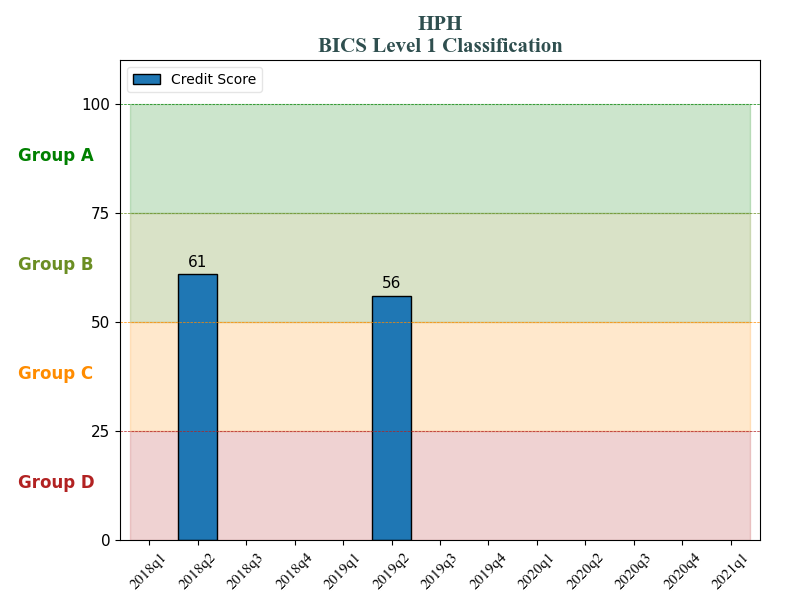 HPH
BICS Level 1 Classification
Credit Score
100
Group A
75
Group B
61
56
50
Group C
25
Group D
0
2018q1 2018q2 2018q3 2018q4 2019q1 2019q2 2019q3 2019q4 2020q1 2020q2 2020q3 2020q4 2021q1